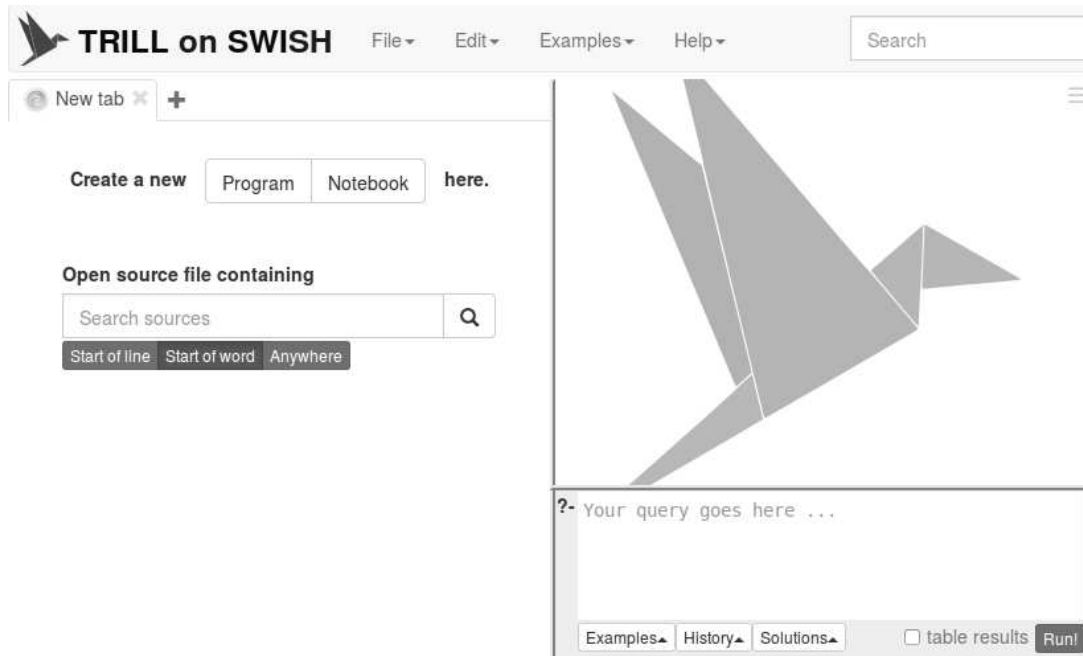 TRILL on SWISH File Edit Examples Help Search
New tab
Create a new Program Notebook here.
Open source file containing
Search sources
Start of line Start of word Anywhere
?- Your query goes here ...
Examples History Solutions table results Run!